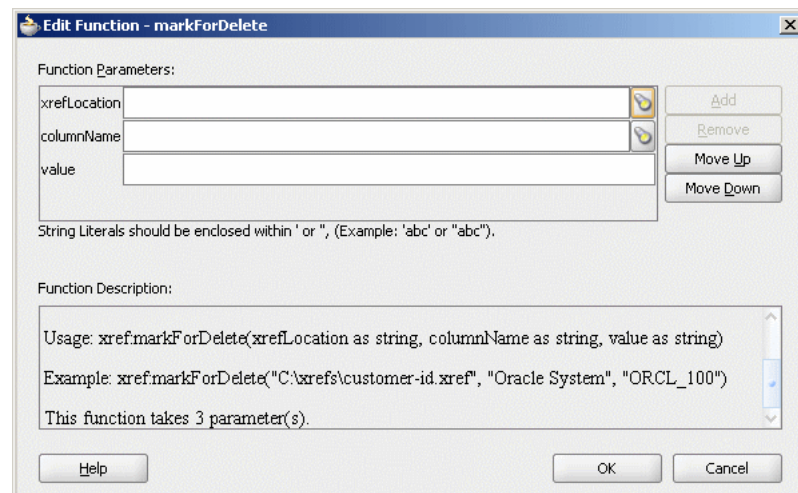 Edit Function - markForDelete
Function Parameters:
xrefLocation
Add
columnName
Remove
value
Move Up
Move Down
String Literals should be enclosed within ' or ", (Example: 'abc' or "abc").
Function Description:
Usage: xref:markForDelete(xrefLocation as string, columnName as string, value as string)
Example: xref:markForDelete("C:\xrefs\customer-id.xref", "Oracle System", "ORCL_100")
This function takes 3 parameter(s).
Help
OK
Cancel